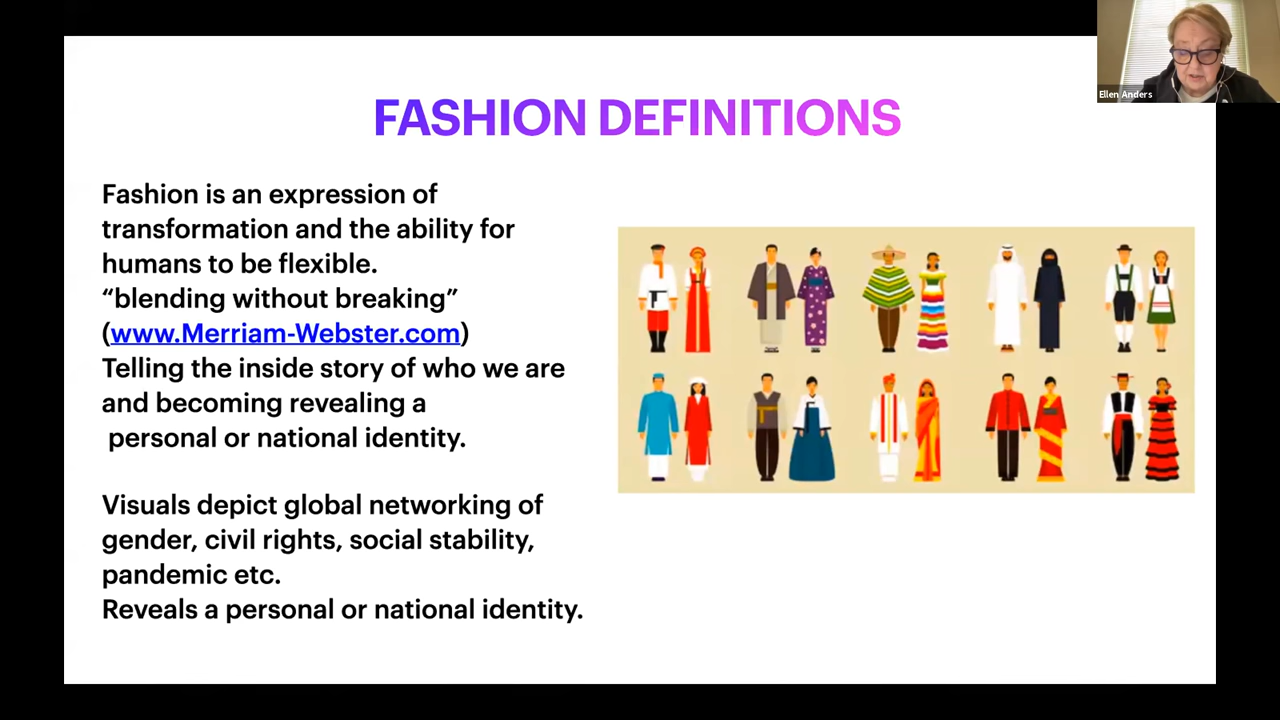 Ellen Anders
FASHION DEFINITIONS
Fashion is an expression of
transformation and the ability for
humans to be flexible.
“blending without breaking”
(www.Merriam-Webster.com)
Telling the inside story of who we are
and becoming revealing a
personal or national identity.
Visuals depict global networking of
gender, civil rights, social stability,
pandemic etc.
Reveals a personal or national identity.